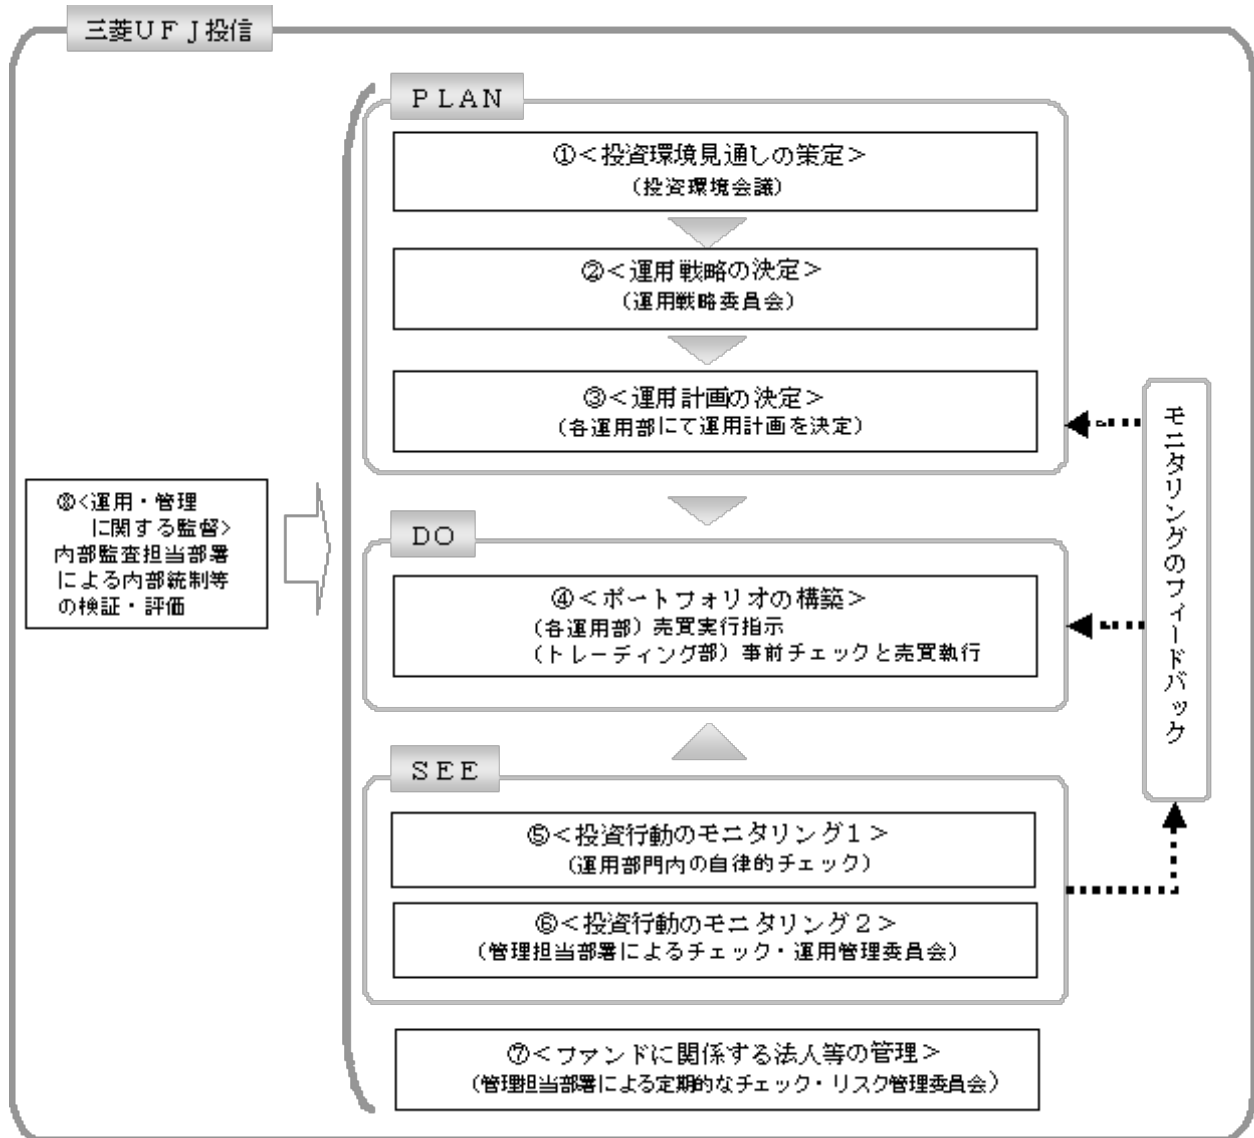 三菱ＵＦＪ投信
ＰＬＡＮ
①＜投資環境見通しの策定＞
（投資環境会議）
②＜運用戦略の決定＞
（運用戦略委員会）
③＜運用計画の決定＞
（各運用部にて運用計画を決定）
⑧＜運用・管理
に関する監督＞
内部監査担当部署
による内部統制等
の検証・評価
ＤＯ
④＜ポートフォリオの構築＞
（各運用部）売買実行指示
（トレーディング部）事前チェックと売買執行
ＳＥＥ
⑤＜投資行動のモニタリング１＞
（運用部門内の自律的チェック）
⑥＜投資行動のモニタリング２＞
（管理担当部署によるチェック・運用管理委員会）
⑦＜ファンドに関係する法人等の管理＞
（管理担当部署による定期的なチェック・リスク管理委員会）
モニタリングのフィードバック